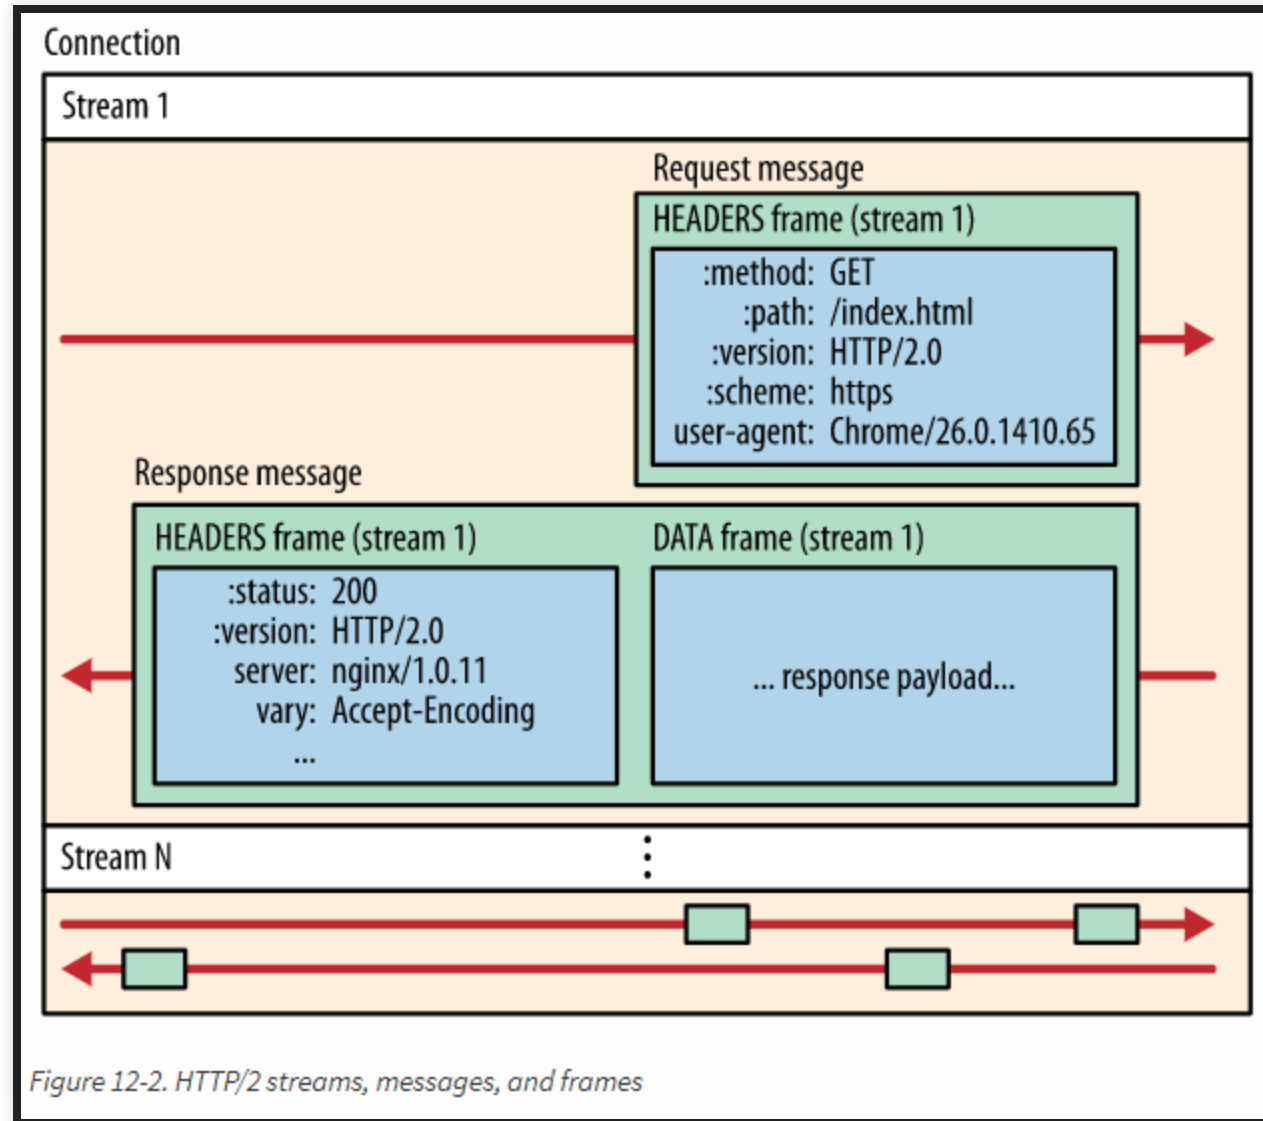 Connection
Stream 1
Request message
HEADERS frame (stream 1)
:method: GET
:path: /index.html
:version: HTTP/2.0
:scheme: https
user-agent: Chrome/26.0.1410.65
Response message
HEADERS frame (stream 1)
:status: 200
:version: HTTP/2.0
server: nginx/1.0.11
vary: Accept-Encoding
...
DATA frame (stream 1)
... response payload...
Stream N
Figure 12-2. HTTP/2 streams, messages, and frames